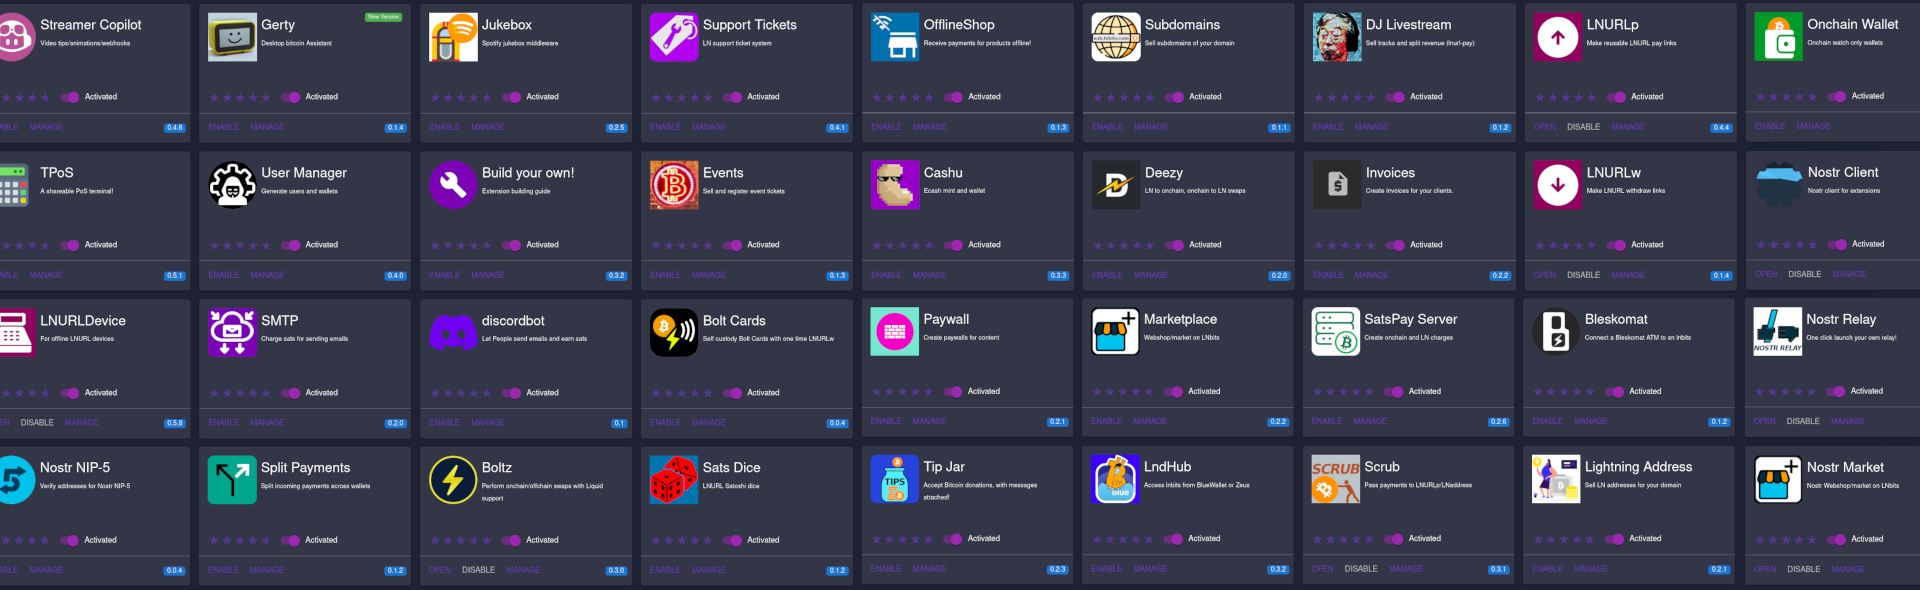 Streamer Copilot
Video tips/animations/webhooks
Activated
ABLE MANAGE 0.4.6
Gerty
New Version
Desktop bitcoin Assistant
Activated
ENABLE MANAGE 0.1.4
Jukebox
Spotify jukebox middleware
Activated
ENABLE MANAGE 0.2.5
Support Tickets
LN support ticket system
Activated
ENABLE MANAGE 0.4.1
OfflineShop
Receive payments for products offline!
Activated
ENABLE MANAGE 0.1.3
Subdomains
Sell subdomains of your domain
Activated
ENABLE MANAGE 0.1.1
DJ Livestream
Sell tracks and split revenue (lnurl-pay)
Activated
ENABLE MANAGE 0.1.2
LNURLp
Make reusable LNURL pay links
Activated
OPEN DISABLE MANAGE 0.4.4
Onchain Wallet
Onchain watch only wallets
Activated
ENABLE MANAGE
TPoS
A shareable PoS terminal!
Activated
ABLE MANAGE 0.5.1
User Manager
Generate users and wallets
Activated
ENABLE MANAGE 0.4.0
Build your own!
Extension building guide
Activated
ENABLE MANAGE 0.3.2
Events
Sell and register event tickets
Activated
ENABLE MANAGE 0.1.3
Cashu
Ecash mint and wallet
Activated
ENABLE MANAGE 0.3.3
Deezy
LN to onchain, onchain to LN swaps
Activated
ENABLE MANAGE 0.2.0
Invoices
Create invoices for your clients.
Activated
ENABLE MANAGE 0.2.2
LNURLw
Make LNURL withdraw links
Activated
OPEN DISABLE MANAGE 0.1.4
Nostr Client
Nostr client for extensions
Activated
OPEN DISABLE MANAGE
LNURLDevice
For offline LNURL devices
Activated
EN DISABLE MANAGE 0.5.8
SMTP
Charge sats for sending emails
Activated
ENABLE MANAGE 0.2.0
discordbot
Let People send emails and earn sats
Activated
ENABLE MANAGE 0.1
Bolt Cards
Self custody Bolt Cards with one time LNURLw
Activated
ENABLE MANAGE 0.0.4
Paywall
Create paywalls for content
Activated
ENABLE MANAGE 0.2.1
Marketplace
Webshop/market on LNbits
Activated
ENABLE MANAGE 0.2.2
SatsPay Server
Create onchain and LN charges
Activated
ENABLE MANAGE 0.2.6
Bleskomat
Connect a Bleskomat ATM to an lnbits
Activated
ENABLE MANAGE 0.1.2
NOSTR RELAY
Nostr Relay
One click launch your own relay!
Activated
OPEN DISABLE MANAGE
Nostr NIP-5
Verify addresses for Nostr NIP-5
Activated
ABLE MANAGE 0.0.4
Split Payments
Split incoming payments across wallets
Activated
ENABLE MANAGE 0.1.2
Boltz
Perform onchain/offchain swaps with Liquid
support
Activated
OPEN DISABLE MANAGE 0.3.0
Sats Dice
LNURL Satoshi dice
Activated
ENABLE MANAGE 0.1.2
TIPS
Tip Jar
Accept Bitcoin donations, with messages
attached!
Activated
ENABLE MANAGE 0.2.3
blue
LndHub
Access lnbits from BlueWallet or Zeus
Activated
ENABLE MANAGE 0.3.2
SCRUB
Scrub
Pass payments to LNURLp/LNaddress
Activated
OPEN DISABLE MANAGE 0.3.1
Lightning Address
Sell LN addresses for your domain
Activated
ENABLE MANAGE 0.2.1
Nostr Market
Nostr Webshop/market on LNbits
Activated
OPEN DISABLE MANAGE